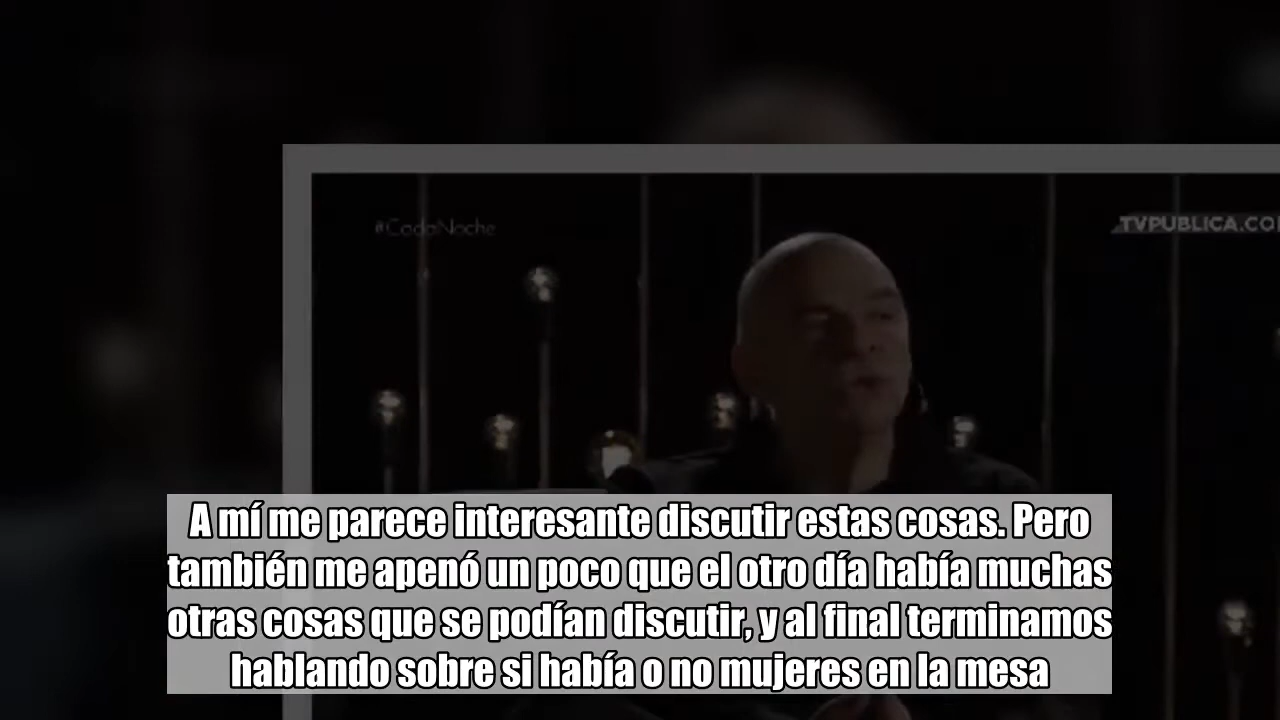 #CadaNoche
TVPUBLICA.CO
A mí me parece interesante discutir estas cosas. Pero
también me apenó un poco que el otro día había muchas
otras cosas que se podían discutir, y al final terminamos
hablando sobre si había o no mujeres en la mesa